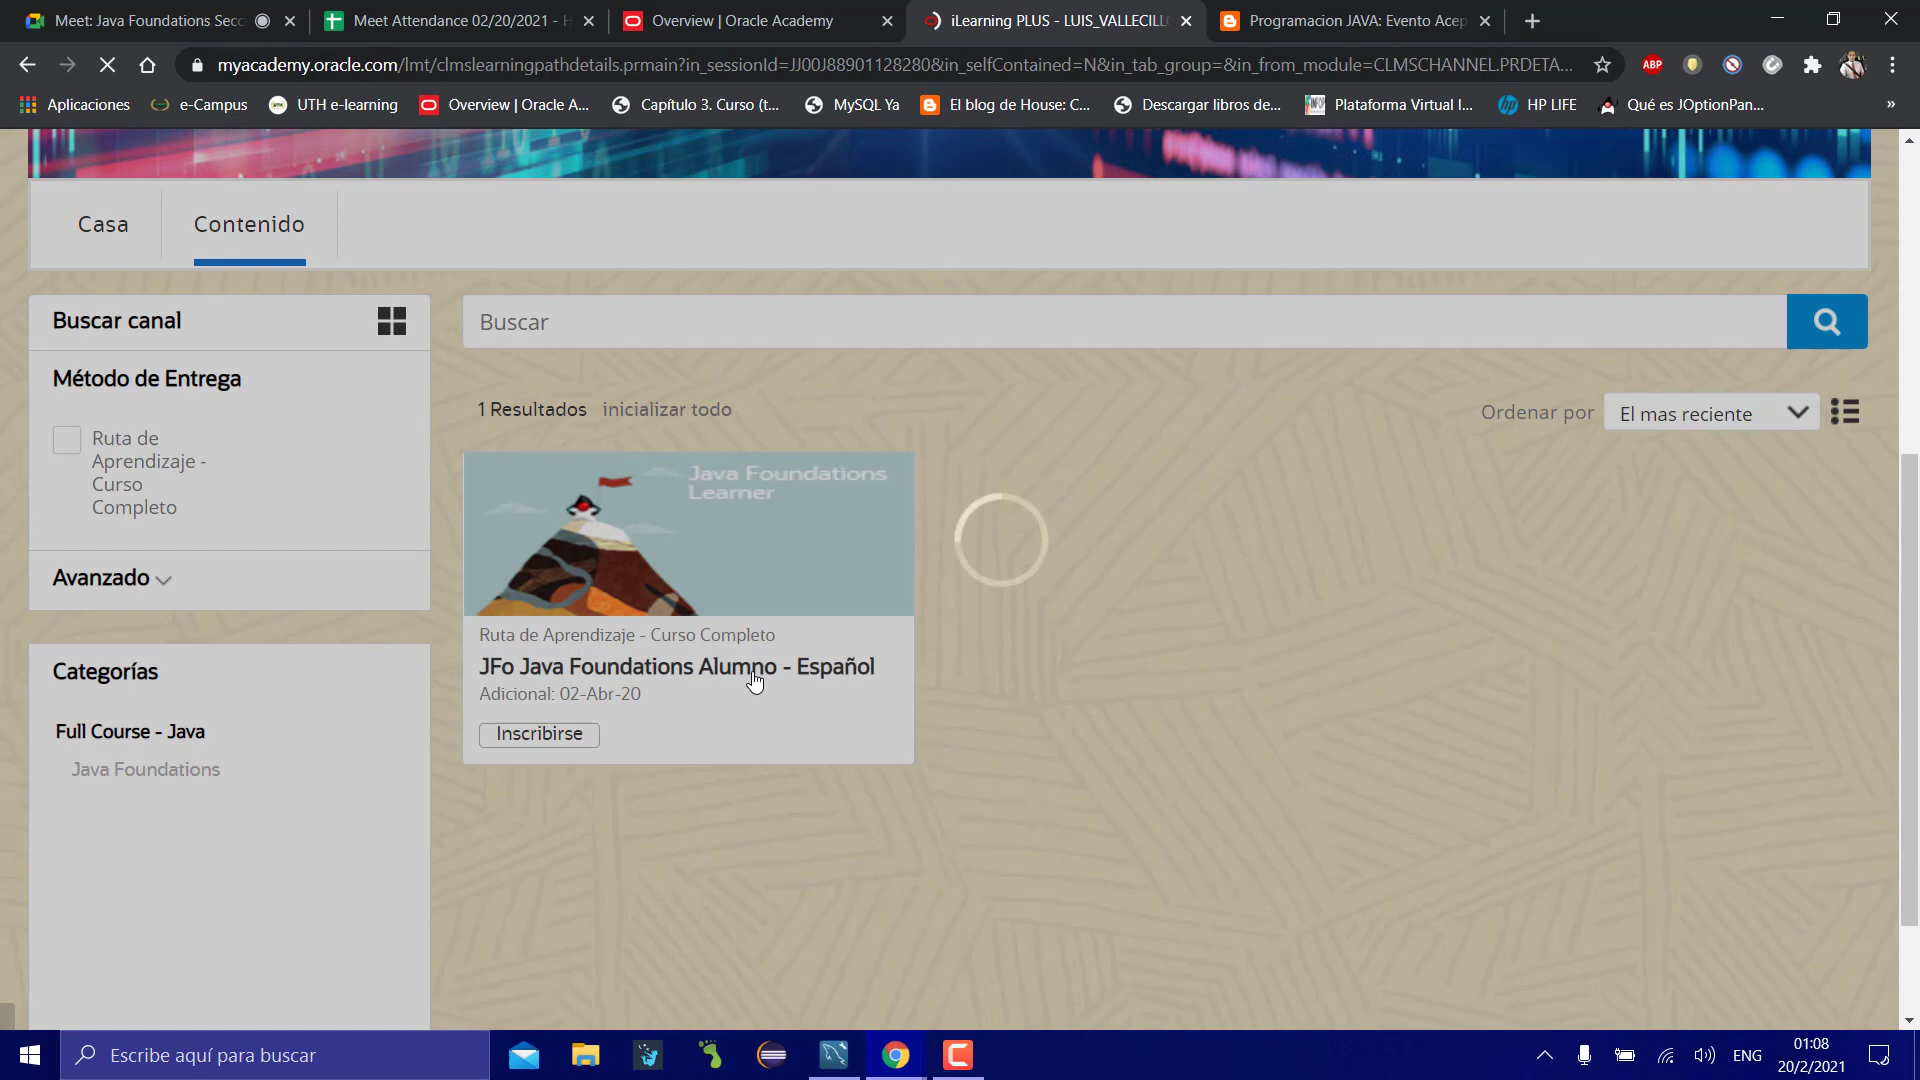 Meet: Java Foundations Secc
Meet Attendance 02/20/2021 - H
Overview | Oracle Academy
iLearning PLUS - LUIS_VALLECILL
Programacion JAVA: Evento Acep
myacademy.oracle.com/lmt/clmslearningpathdetails.prmain?in_sessionId=JJ00J88901128280&in_selfContained=N&in_tab_group=&in_from_module=CLMSCHANNEL.PRDETA...
ABP
Aplicaciones
e-Campus
UTH e-learning
Overview | Oracle A...
Capítulo 3. Curso (t...
MySQL Ya
El blog de House: C...
Descargar libros de...
Plataforma Virtual I...
HP LIFE
Qué es JOptionPan...
»
Casa
Contenido
Buscar canal
Buscar
Método de Entrega
1 Resultados inicializar todo
Ordenar por
El mas reciente
Ruta de
Aprendizaje -
Curso
Completo
Avanzado
Java Foundations
Learner
Ruta de Aprendizaje - Curso Completo
JFo Java Foundations Alumno - Español
Adicional: 02-Abr-20
Inscribirse
Categorías
Full Course - Java
Java Foundations
Escribe aquí para buscar
ENG
01:08
20/2/2021